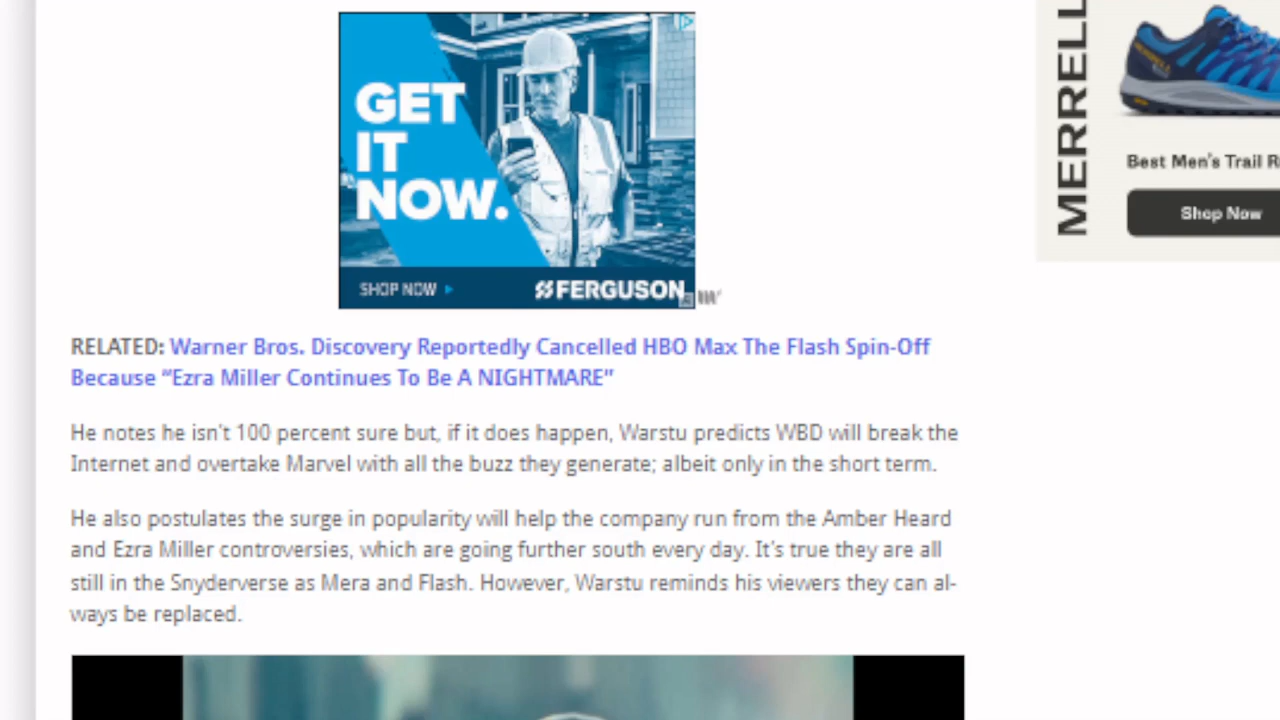 GET
IT
NOW.
SHOP NOW
FERGUSON
MERRELL
Best Men's Trail R
Shop Now
RELATED: Warner Bros. Discovery Reportedly Cancelled HBO Max The Flash Spin-Off
Because “Ezra Miller Continues To Be A NIGHTMARE”
He notes he isn't 100 percent sure but, if it does happen, Warstu predicts WBD will break the
Internet and overtake Marvel with all the buzz they generate; albeit only in the short term.
He also postulates the surge in popularity will help the company run from the Amber Heard
and Ezra Miller controversies, which are going further south every day. It's true they are all
still in the Snyderverse as Mera and Flash. However, Warstu reminds his viewers they can al-
ways be replaced.